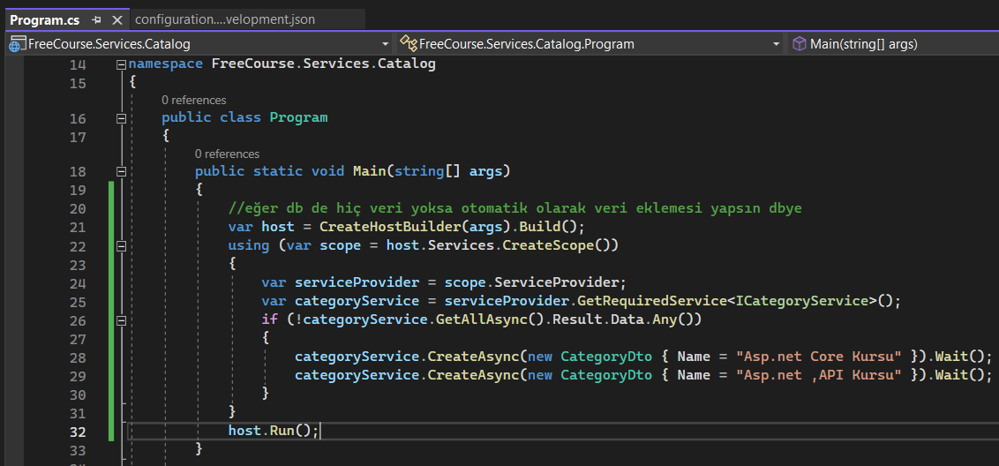 Program.cs configuration....velopment.json
FreeCourse.Services.Catalog FreeCourse.Services.Catalog.Program Main(string[] args)
14 namespace FreeCourse.Services.Catalog
15 {
0 references
16 public class Program
17 {
0 references
18 public static void Main(string[] args)
19 {
20 //eğer db de hiç veri yoksa otomatik olarak veri eklemesi yapsın dbye
21 var host = CreateHostBuilder(args).Build();
22 using (var scope = host.Services.CreateScope())
23 {
24 var serviceProvider = scope.ServiceProvider;
25 var categoryService = serviceProvider.GetRequiredService<ICategoryService>();
26 if (!categoryService.GetAllAsync().Result.Data.Any())
27 {
28 categoryService.CreateAsync(new CategoryDto { Name = "Asp.net Core Kursu" }).Wait();
29 categoryService.CreateAsync(new CategoryDto { Name = "Asp.net ,API Kursu" }).Wait();
30 }
31 }
32 host.Run();
33 }